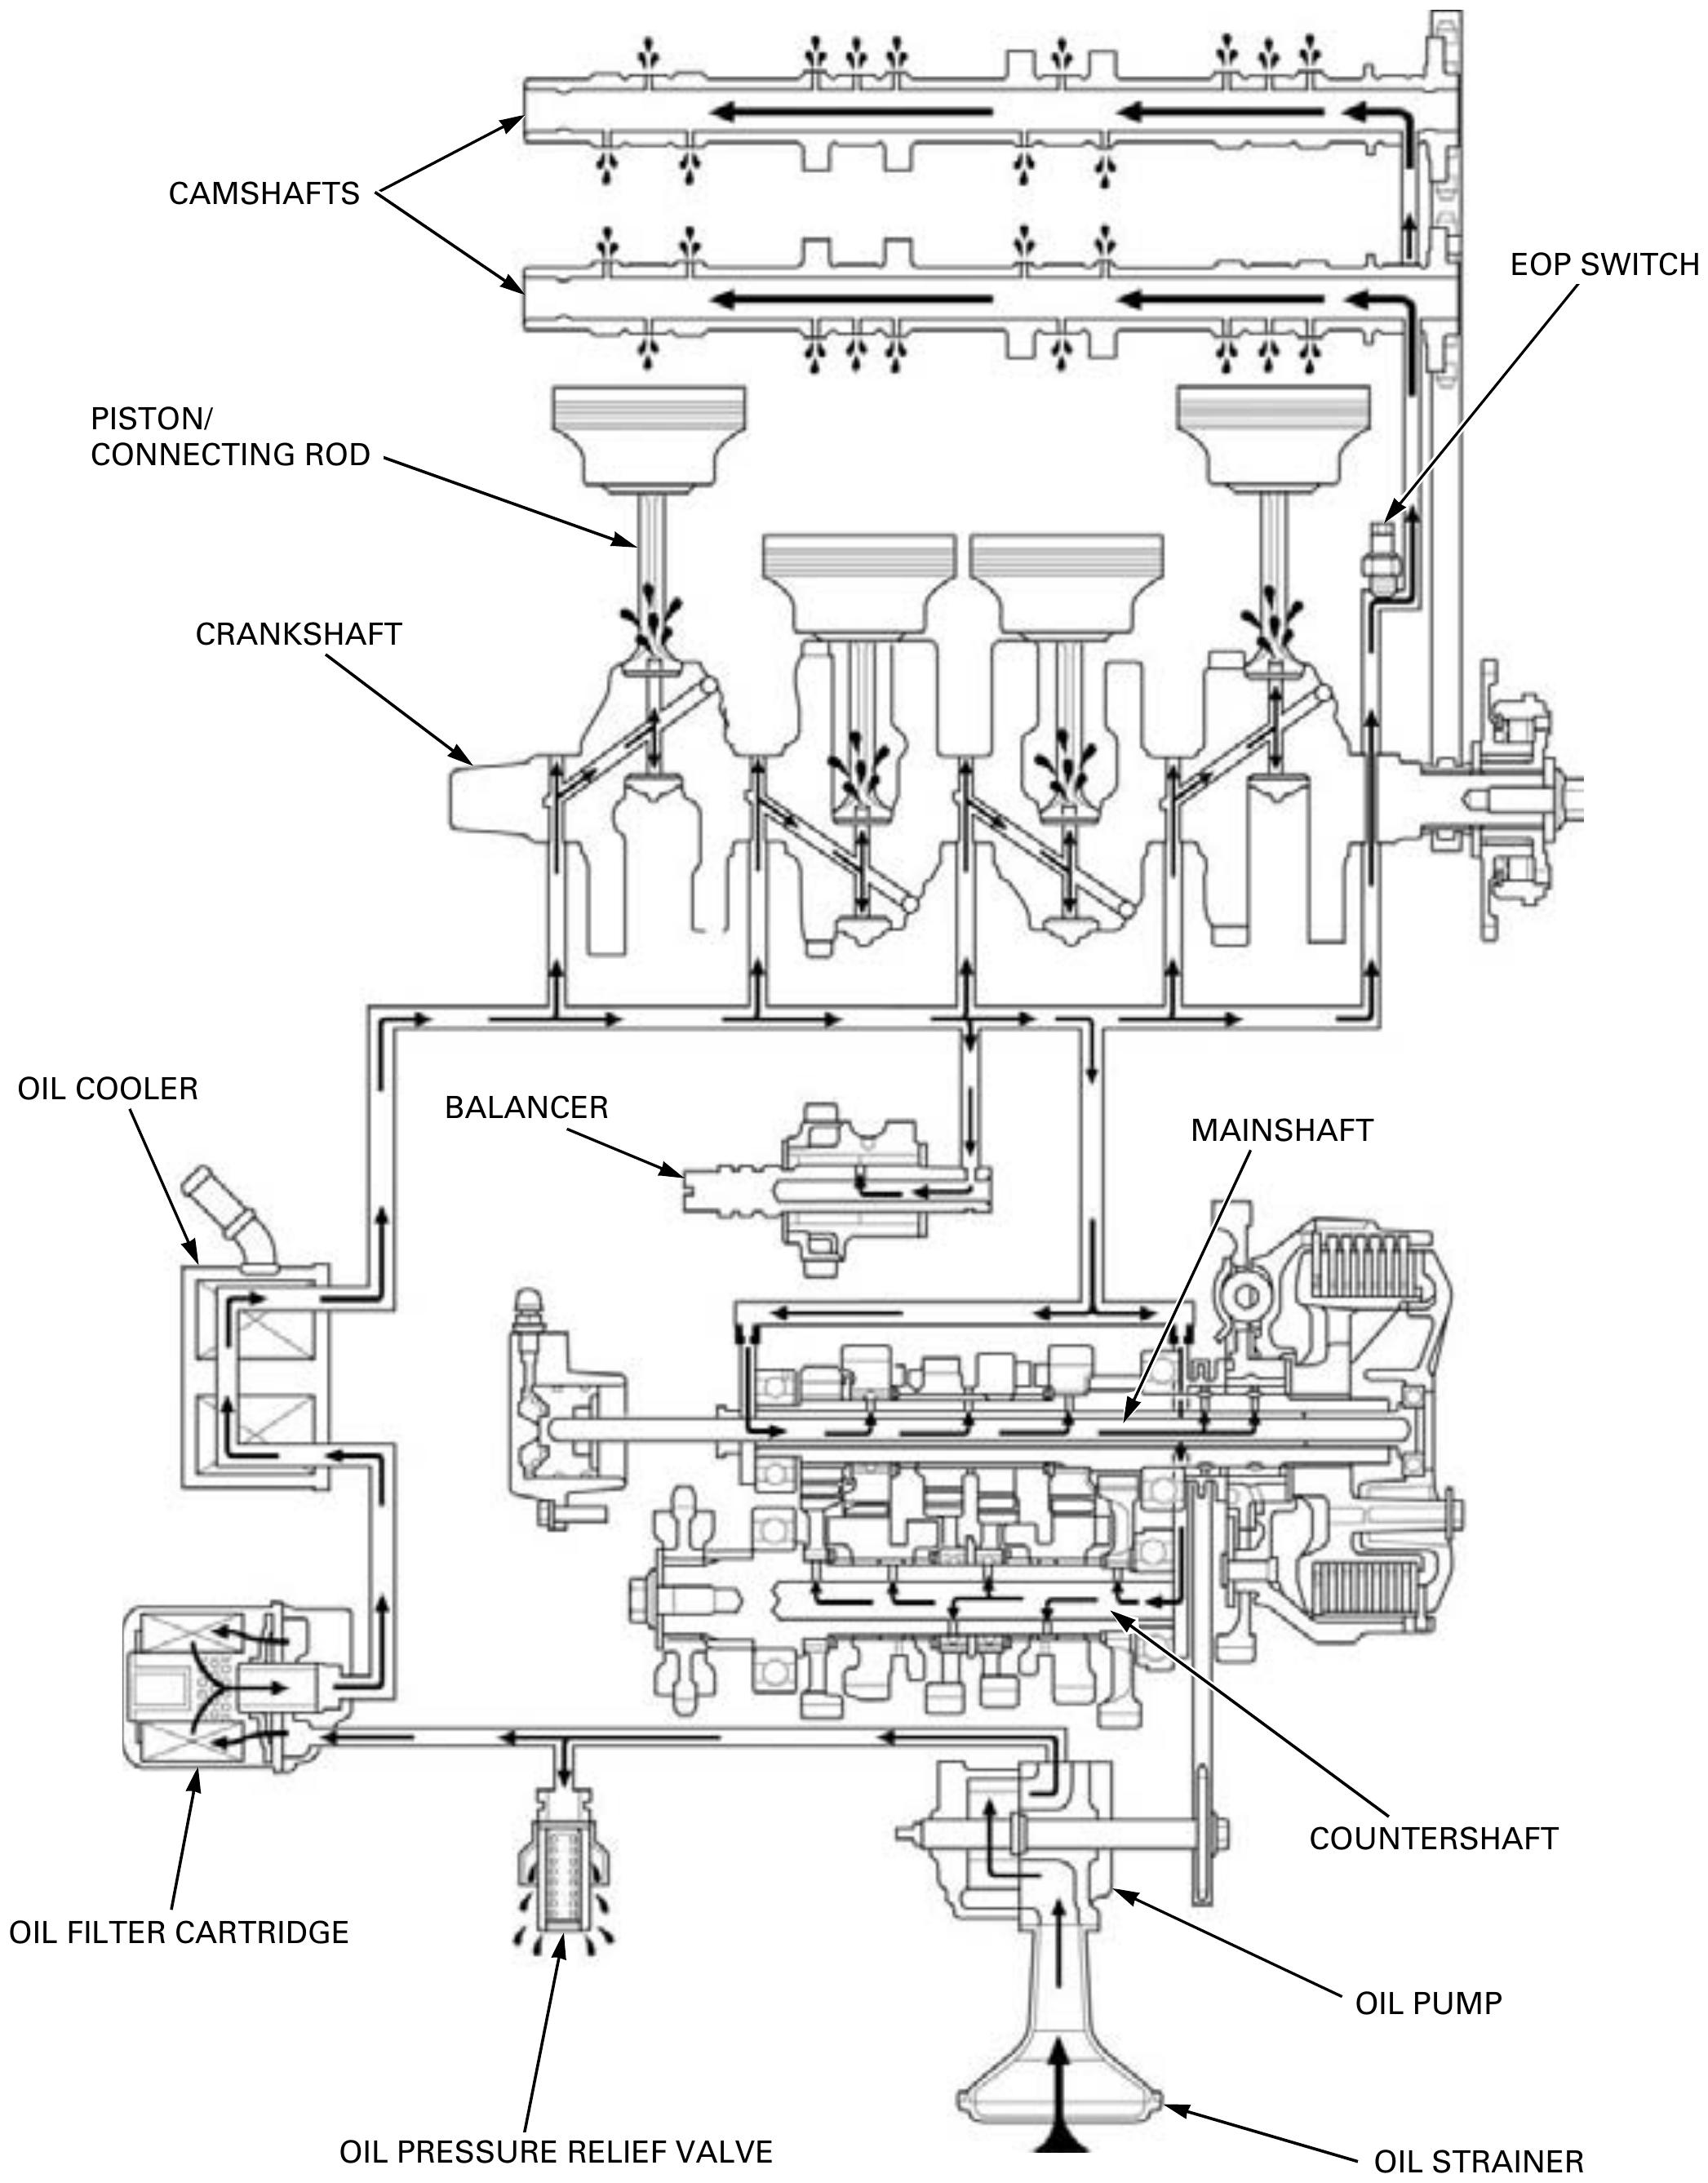 CAMSHAFTS
EOP SWITCH
PISTON/
CONNECTING ROD
CRANKSHAFT
OIL COOLER
BALANCER
MAINSHAFT
COUNTERSHAFT
OIL FILTER CARTRIDGE
OIL PUMP
OIL PRESSURE RELIEF VALVE
OIL STRAINER